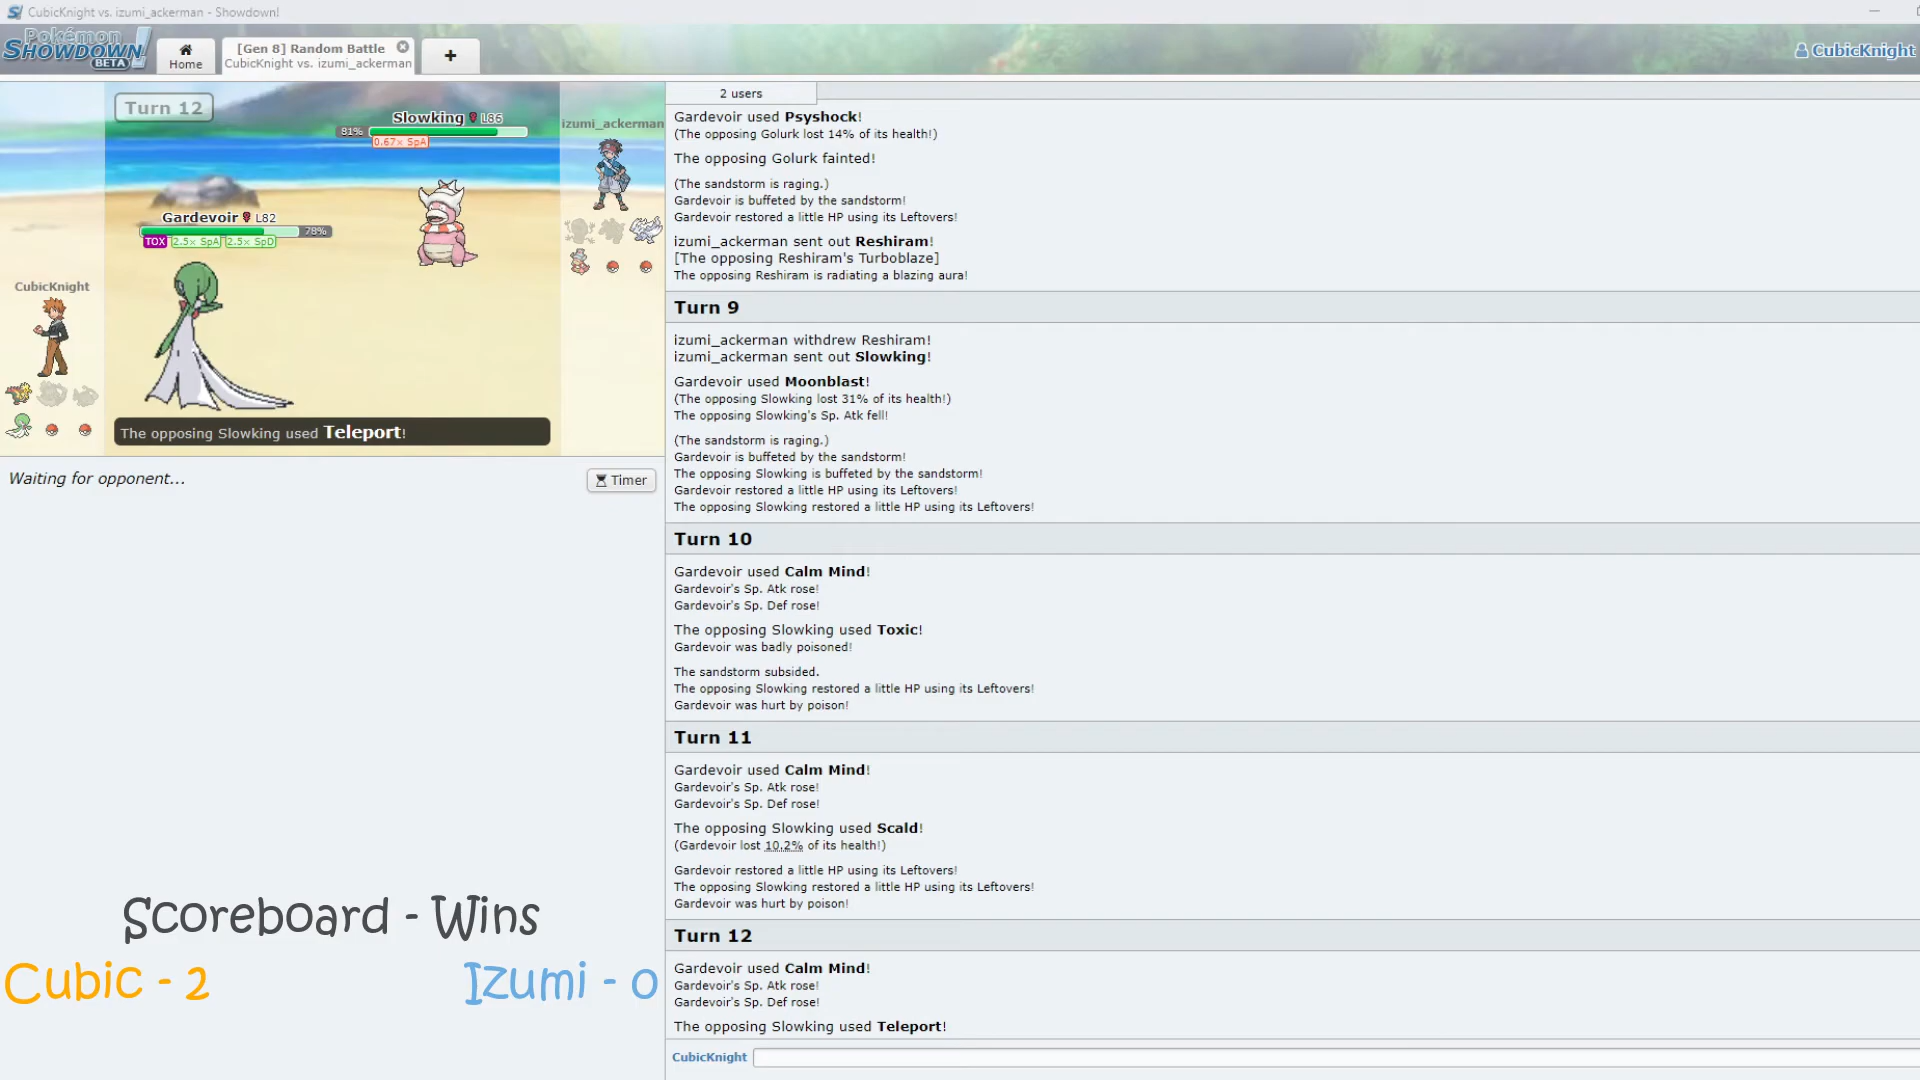 CubicKnight vs. izumi_ackerman - Showdown!
Pokémon
SHOWDOWN!
BETA
Home
[Gen 8] Random Battle
CubicKnight vs. izumi_ackerman
+
CubicKnight
Turn 12
Slowking L86
81%
0.67× SpA
izumi_ackerman
Gardevoir L82
78%
TOX 2.5× SpA 2.5× SpD
CubicKnight
The opposing Slowking used Teleport!
Waiting for opponent...
Timer
Scoreboard - Wins
Cubic - 2
Izumi - 0
2 users
Gardevoir used Psyshock!
(The opposing Golurk lost 14% of its health!)
The opposing Golurk fainted!
(The sandstorm is raging.)
Gardevoir is buffeted by the sandstorm!
Gardevoir restored a little HP using its Leftovers!
izumi_ackerman sent out Reshiram!
[The opposing Reshiram's Turboblaze]
The opposing Reshiram is radiating a blazing aura!
Turn 9
izumi_ackerman withdrew Reshiram!
izumi_ackerman sent out Slowking!
Gardevoir used Moonblast!
(The opposing Slowking lost 31% of its health!)
The opposing Slowking's Sp. Atk fell!
(The sandstorm is raging.)
Gardevoir is buffeted by the sandstorm!
The opposing Slowking is buffeted by the sandstorm!
Gardevoir restored a little HP using its Leftovers!
The opposing Slowking restored a little HP using its Leftovers!
Turn 10
Gardevoir used Calm Mind!
Gardevoir's Sp. Atk rose!
Gardevoir's Sp. Def rose!
The opposing Slowking used Toxic!
Gardevoir was badly poisoned!
The sandstorm subsided.
The opposing Slowking restored a little HP using its Leftovers!
Gardevoir was hurt by poison!
Turn 11
Gardevoir used Calm Mind!
Gardevoir's Sp. Atk rose!
Gardevoir's Sp. Def rose!
The opposing Slowking used Scald!
(Gardevoir lost 10.2% of its health!)
Gardevoir restored a little HP using its Leftovers!
The opposing Slowking restored a little HP using its Leftovers!
Gardevoir was hurt by poison!
Turn 12
Gardevoir used Calm Mind!
Gardevoir's Sp. Atk rose!
Gardevoir's Sp. Def rose!
The opposing Slowking used Teleport!
CubicKnight